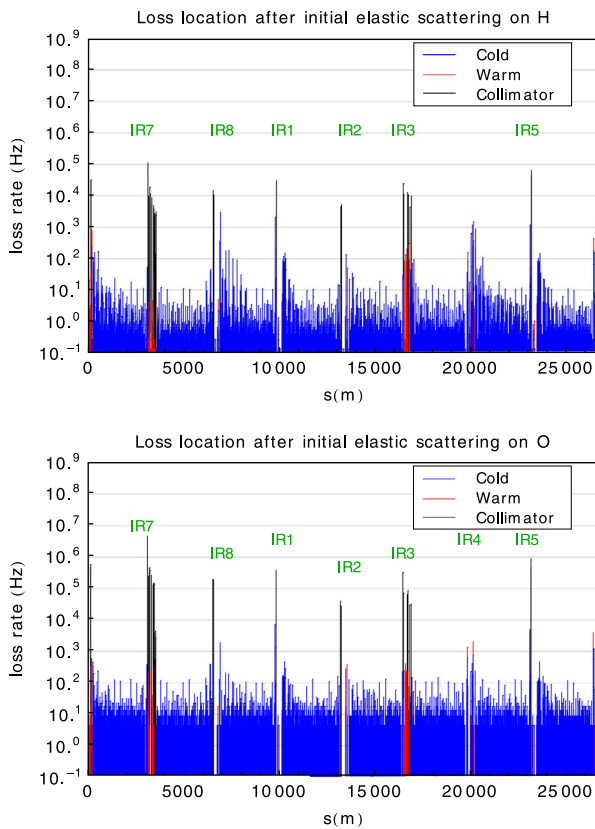 Loss location after initial elastic scattering on H
10.⁹
10.⁸
10.⁷
10.⁶
10.⁵
10.⁴
10.³
10.²
10.¹
10.⁰
10.⁻¹
loss rate (Hz)
Cold
Warm
Collimator
IR7
IR8
IR1
IR2
IR3
IR5
0
5000
10 000
15 000
20 000
25 000
s(m)
Loss location after initial elastic scattering on O
10.⁹
10.⁸
10.⁷
10.⁶
10.⁵
10.⁴
10.³
10.²
10.¹
10.⁰
10.⁻¹
loss rate (Hz)
Cold
Warm
Collimator
IR7
IR8
IR1
IR2
IR3
IR4
IR5
0
5000
10 000
15 000
20 000
25 000
s(m)